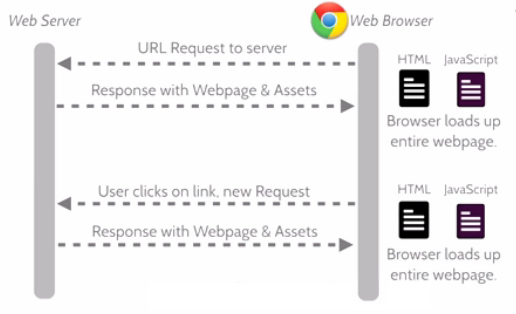 Web Server
Web Browser
URL Request to server
HTML JavaScript
Response with Webpage & Assets
Browser loads up
entire webpage.
User clicks on link, new Request
HTML JavaScript
Response with Webpage & Assets
Browser loads up
entire webpage.